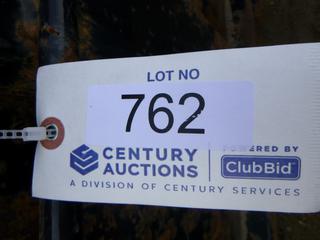 LOT NO
762
CENTURY AUCTIONS
POWERED BY
ClubBid
A DIVISION OF CENTURY SERVICES